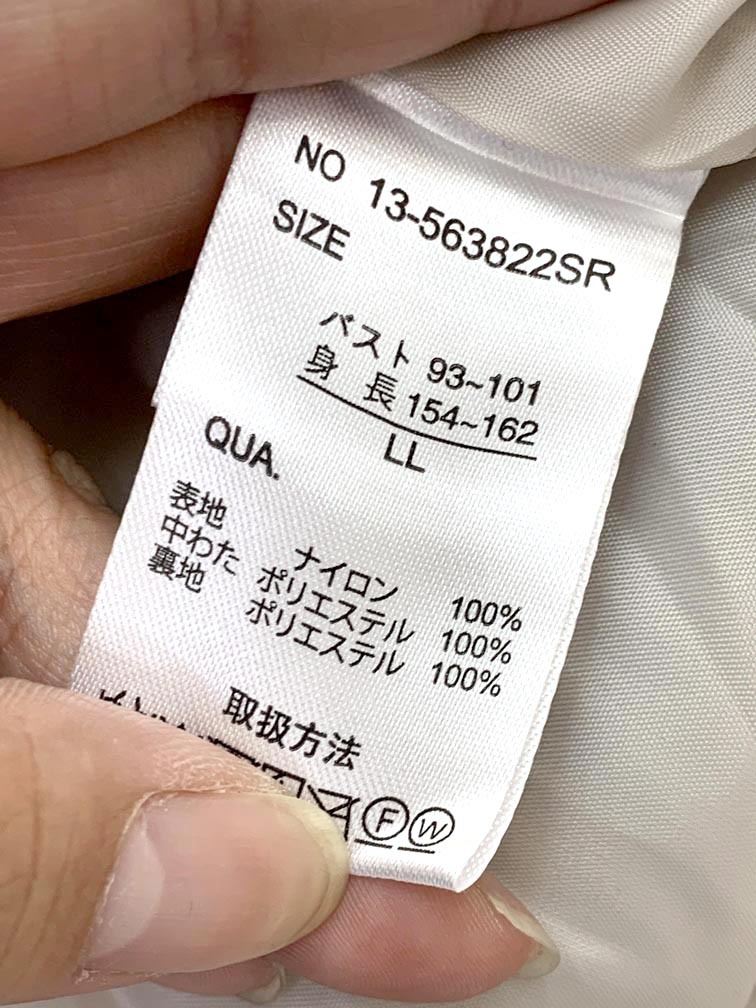 NO 13-563822SR
SIZE
バスト 93~101
身 長 154~162
LL
QUA.
表地 ナイロン 100%
中わた ポリエステル 100%
裏地 ポリエステル 100%
取扱方法
F W